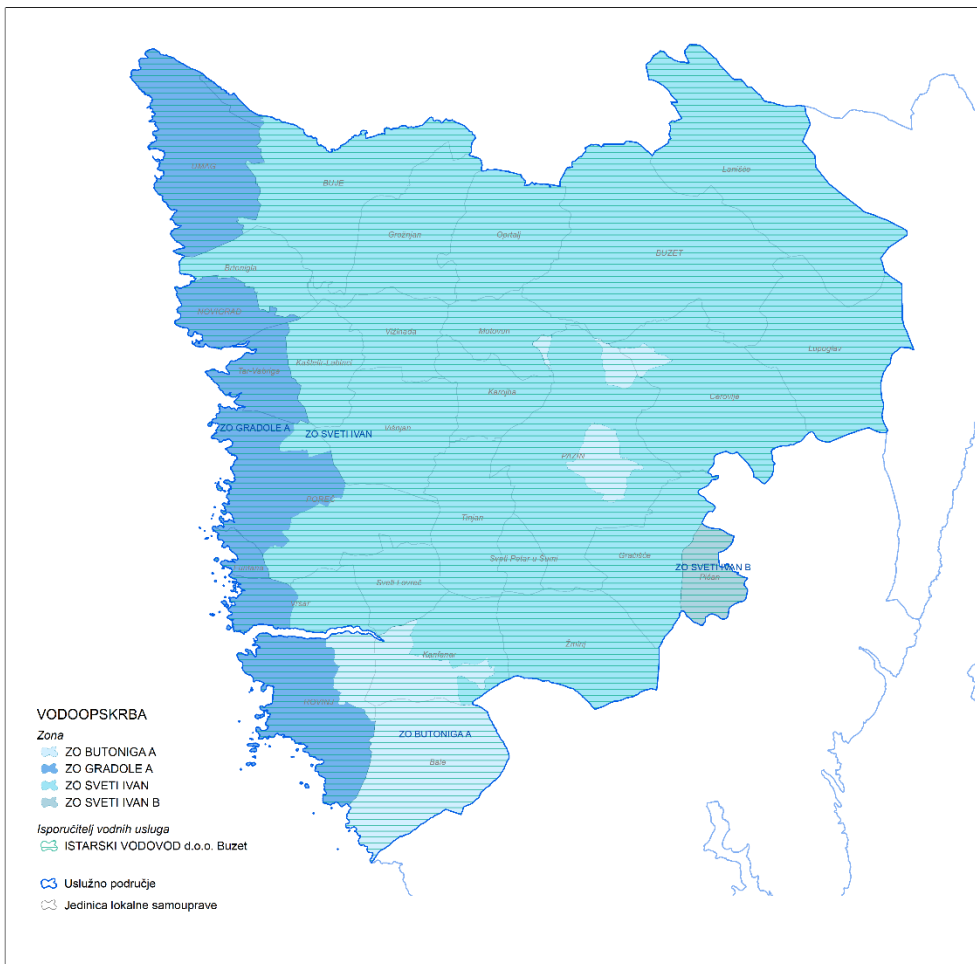 Lanišće
UMAG
BUJE
Grožnjan
Oprtalj
BUZET
Brtonigla
NOVIGRAD
Vižinada
Motovun
Lupoglav
Kaštelir-Labinci
Tar-Vabriga
Karojba
Cerovlje
ZO GRADOLE A
ZO SVETI IVAN
Višnjan
PAZIN
POREČ
Tinjan
Sveti Petar u Šumi
Gračišće
ZO SVETI IVAN B
Pićan
Funtana
Sveti Lovreč
Vrsar
Kanfanar
Žminj
ROVINJ
ZO BUTONIGA A
Bale
VODOOPSKRBA
Zona
ZO BUTONIGA A
ZO GRADOLE A
ZO SVETI IVAN
ZO SVETI IVAN B
Isporučitelj vodnih usluga
ISTARSKI VODOVOD d.o.o. Buzet
Uslužno područje
Jedinica lokalne samouprave